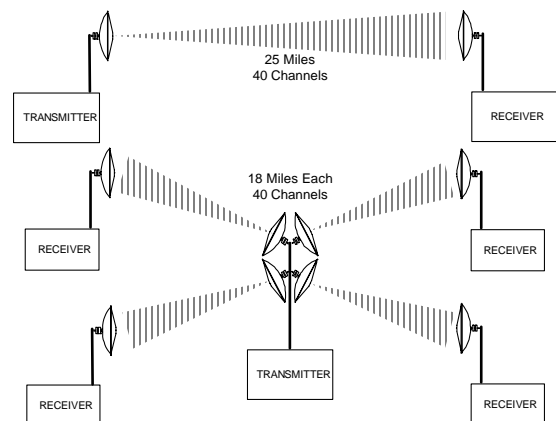 25 Miles
40 Channels
TRANSMITTER
RECEIVER
18 Miles Each
40 Channels
RECEIVER
RECEIVER
TRANSMITTER
RECEIVER
RECEIVER